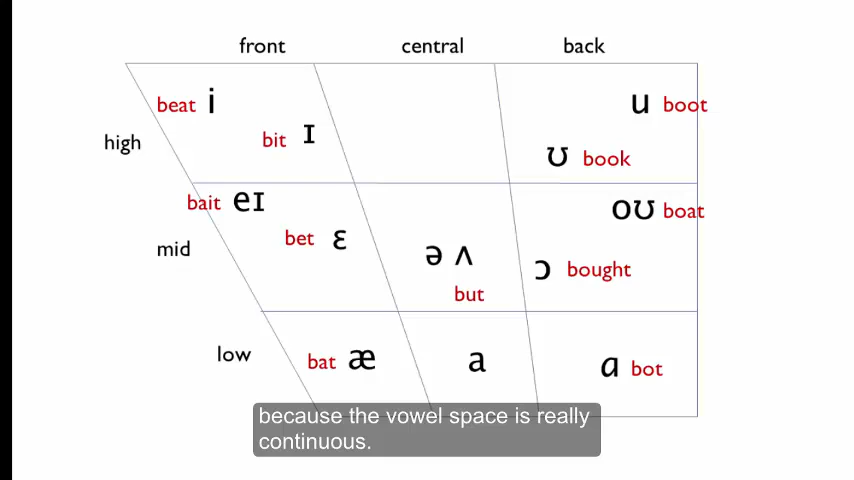 front central back
beat i u boot
high bit ɪ ʊ book
bait eɪ oʊ boat
mid bet ɛ ə ʌ ɔ bought
but
low bat æ a ɑ bot
because the vowel space is really
continuous.